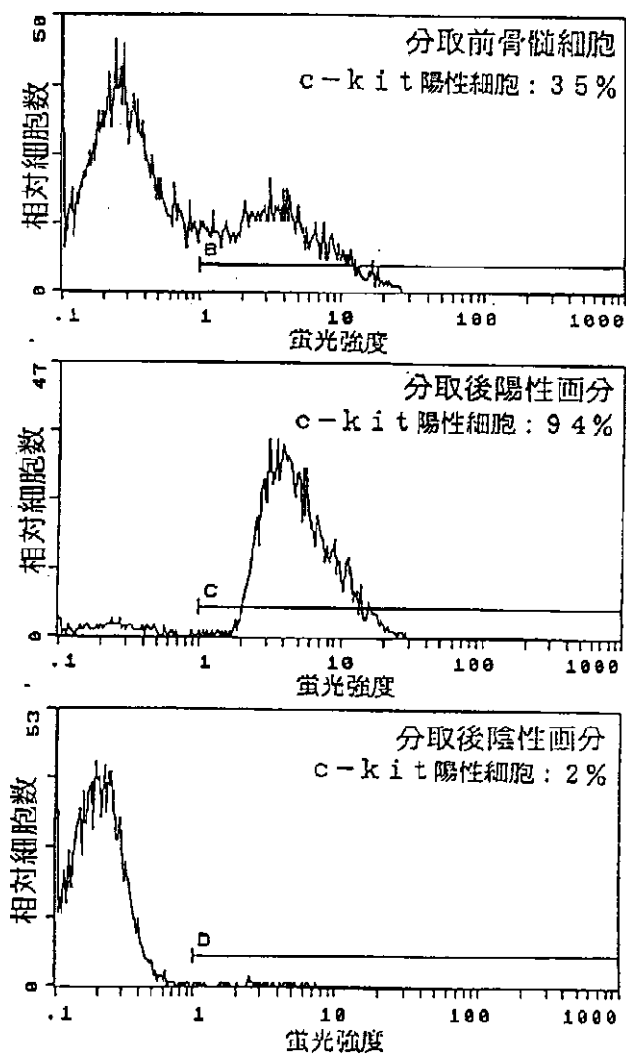 50
分取前骨髄細胞
c-kit陽性細胞：35%
相対細胞数
B
0
.1 1 10 100 1000
蛍光強度
47
分取後陽性画分
c-kit陽性細胞：94%
相対細胞数
C
0
.1 1 10 100 1000
蛍光強度
53
分取後陰性画分
c-kit陽性細胞：2%
相対細胞数
D
0
.1 1 10 100 1000
蛍光強度